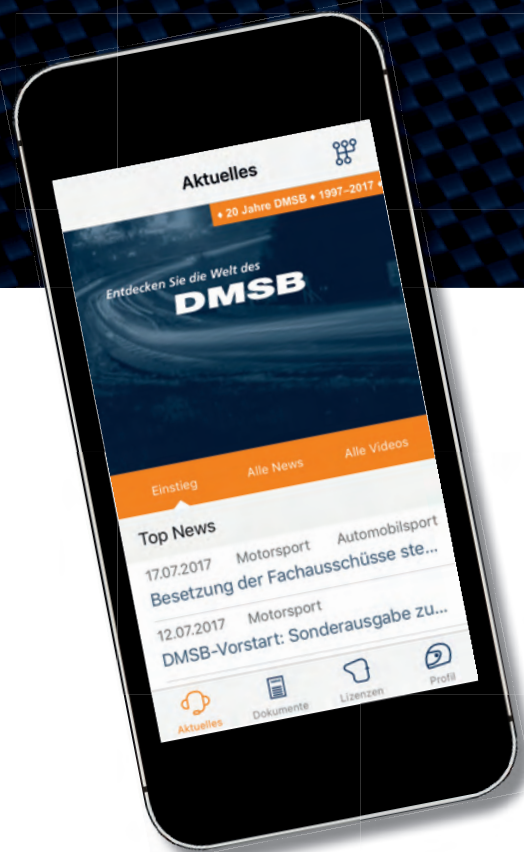 Aktuelles
♦ 20 Jahre DMSB ♦ 1997–2017 ♦
Entdecken Sie die Welt des
DMSB
Einstieg Alle News Alle Videos
Top News
17.07.2017 Motorsport Automobilsport
Besetzung der Fachausschüsse ste...
12.07.2017 Motorsport
DMSB-Vorstart: Sonderausgabe zu...
Aktuelles Dokumente Lizenzen Profil